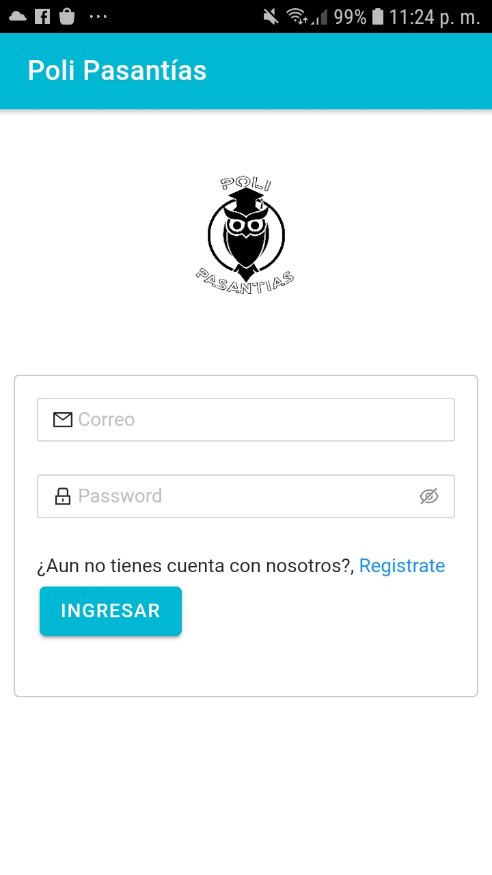 99% 11:24 p. m.
Poli Pasantías
POLI
PASANTIAS
Correo
Password
¿Aun no tienes cuenta con nosotros?, Registrate
INGRESAR